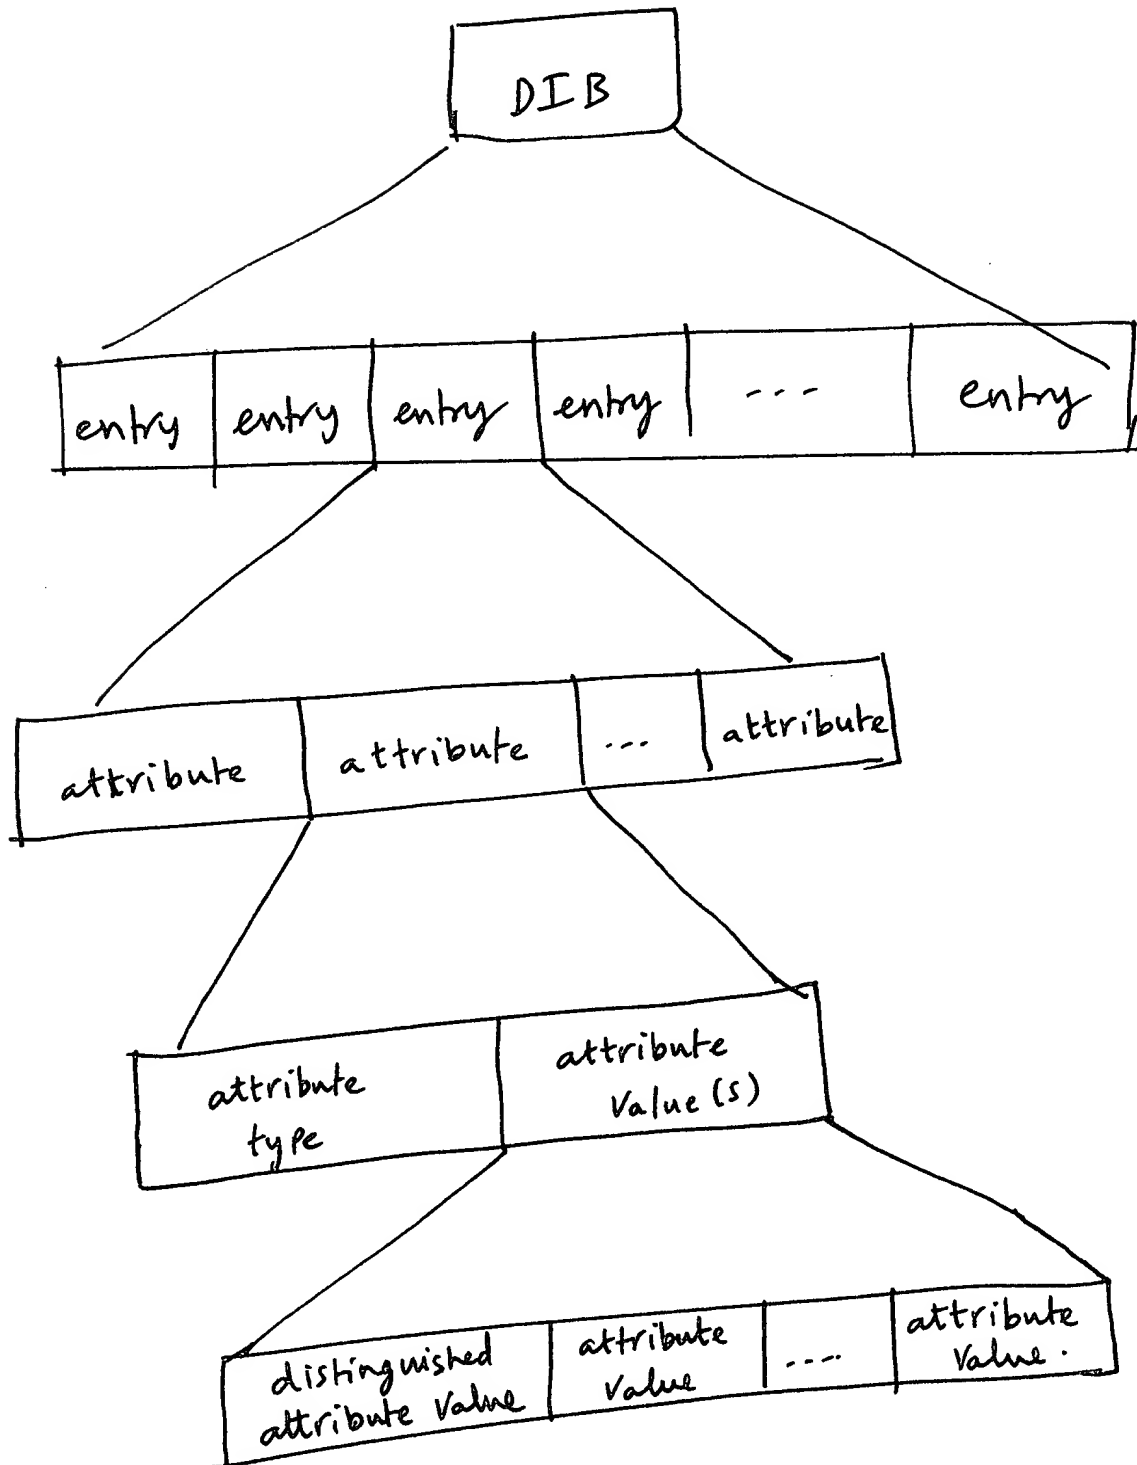 DIB
entry entry entry entry --- entry
attribute attribute --- attribute
attribute
type
attribute
Value(s)
distinguished
attribute Value
attribute
value
----
attribute
Value.